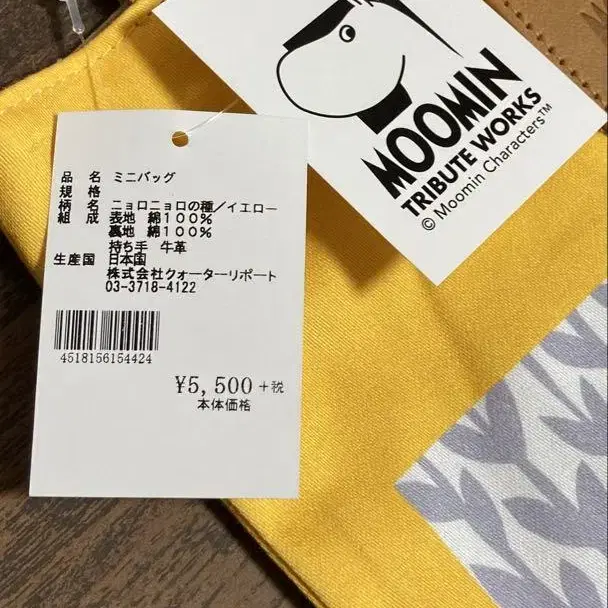 MOOMIN
TRIBUTE WORKS
© Moomin Characters™
品 名 ミニバッグ
規 格
柄 名 ニョロニョロの種／イエロー
組 成 表地 綿100%
裏地 綿100%
持ち手 牛革
生産国 日本国
株式会社クォーターリポート
03-3718-4122
4518156154424
¥5,500+税
本体価格